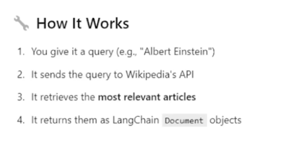 🔧 How It Works
1. You give it a query (e.g., "Albert Einstein")
2. It sends the query to Wikipedia's API
3. It retrieves the most relevant articles
4. It returns them as LangChain Document objects